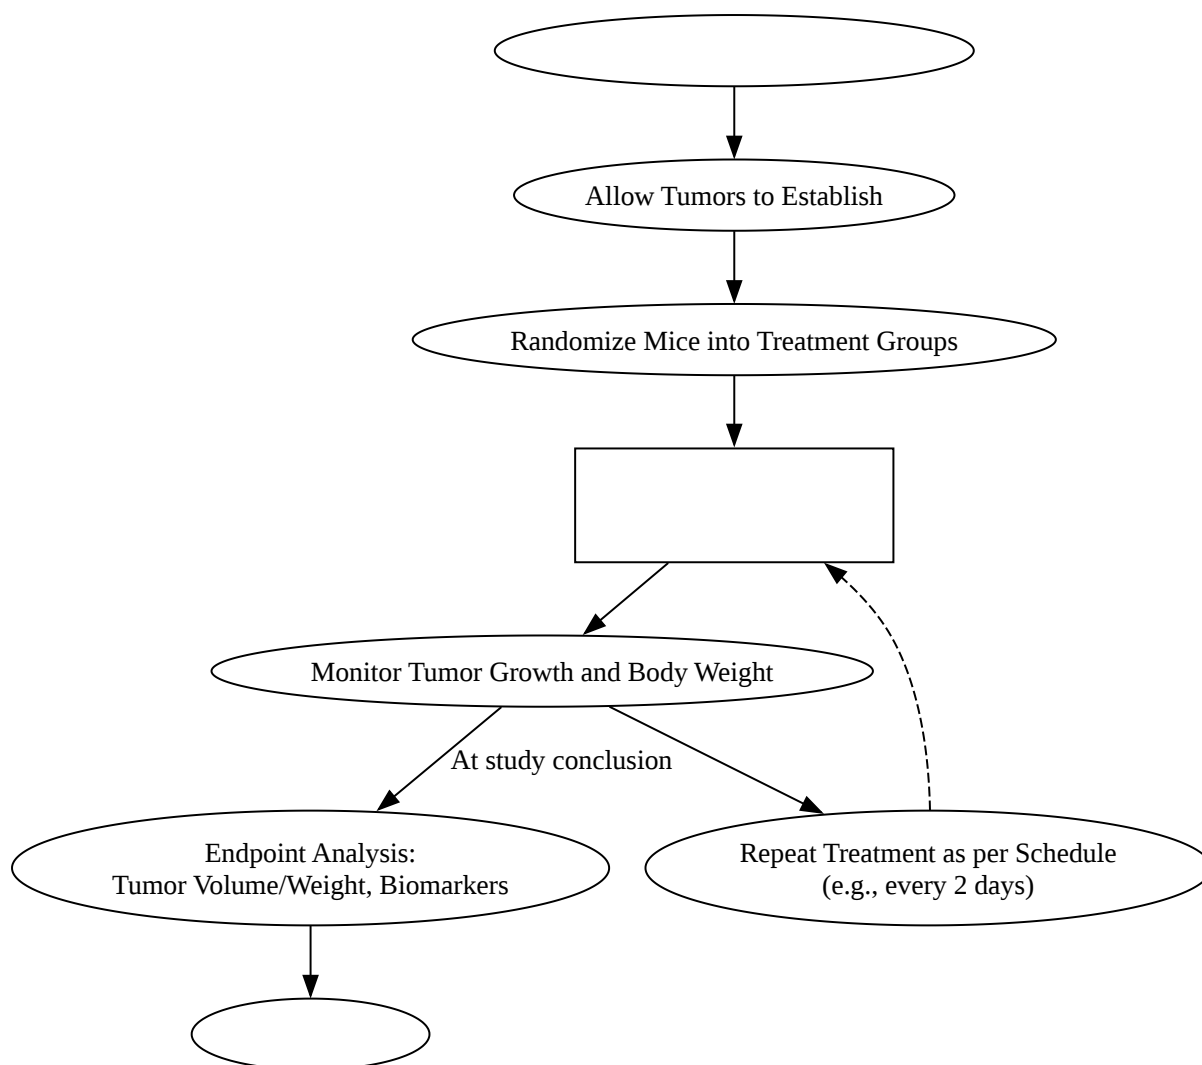 Allow Tumors to Establish
Randomize Mice into Treatment Groups
Monitor Tumor Growth and Body Weight
At study conclusion
Endpoint Analysis:
Tumor Volume/Weight, Biomarkers
Repeat Treatment as per Schedule
(e.g., every 2 days)